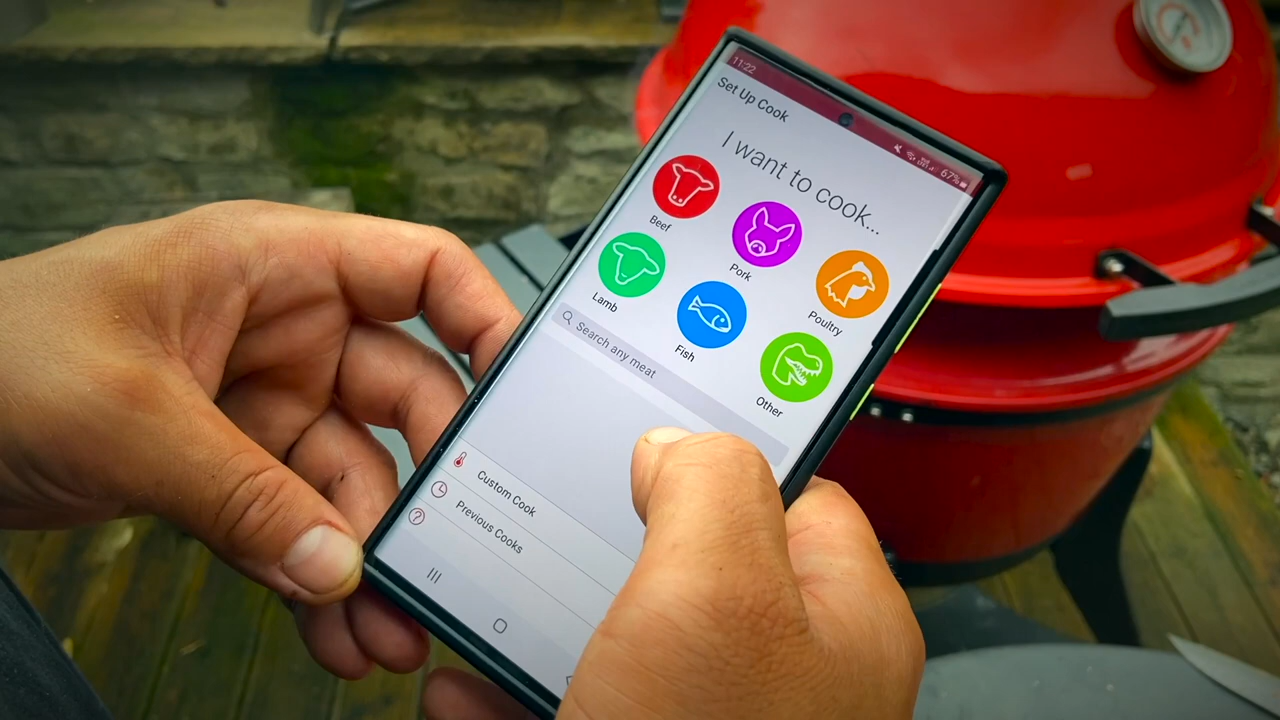 11:22
67%
Set Up Cook
I want to cook...
Beef
Pork
Poultry
Lamb
Fish
Other
Search any meat
Custom Cook
Previous Cooks